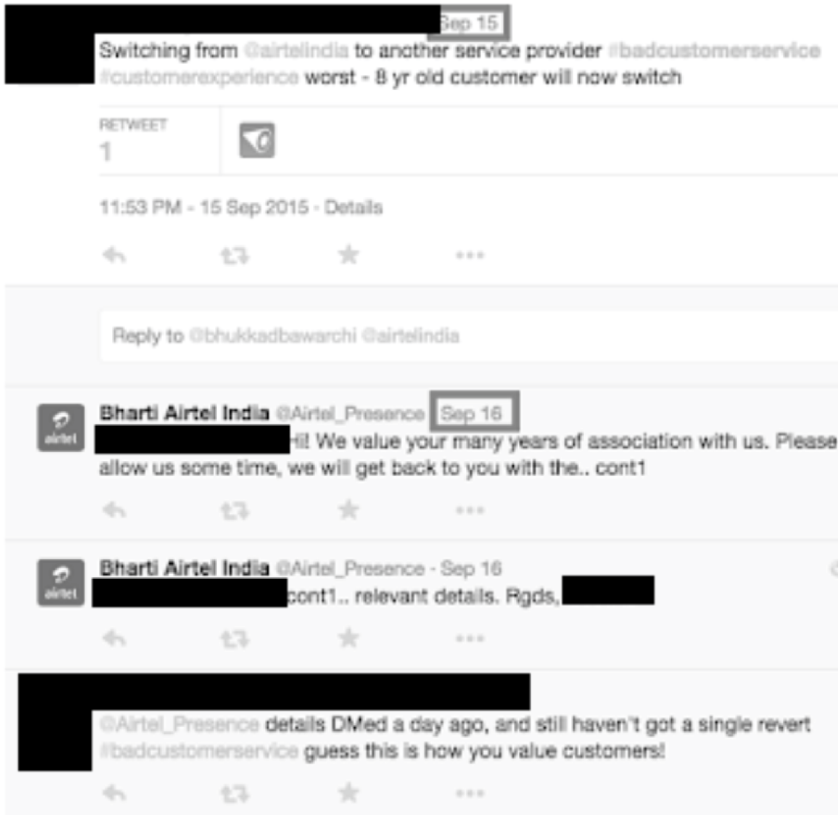 Sep 15
Switching from @airtelindia to another service provider #badcustomerservice
#customerexperience worst - 8 yr old customer will now switch
RETWEET
1
11:53 PM - 15 Sep 2015 · Details
Reply to @bhukkadbawarchi @airtelindia
airtel
Bharti Airtel India @Airtel_Presence Sep 16
Hi! We value your many years of association with us. Please
allow us some time, we will get back to you with the.. cont1
airtel
Bharti Airtel India @Airtel_Presence · Sep 16
cont1.. relevant details. Rgds,
@Airtel_Presence details DMed a day ago, and still haven't got a single revert
#badcustomerservice guess this is how you value customers!